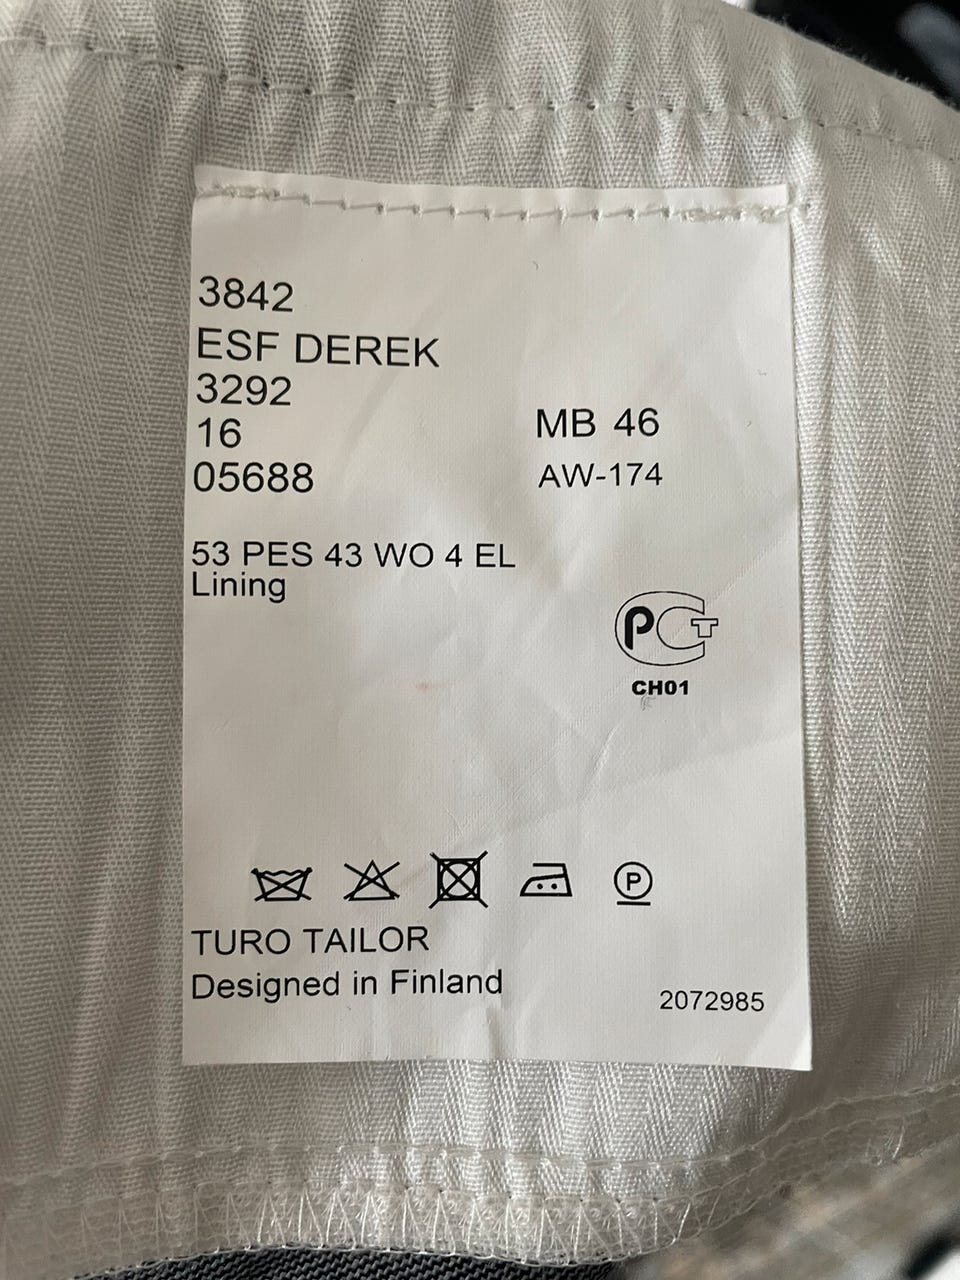 3842
ESF DEREK
3292
16
MB 46
05688
AW-174
53 PES 43 WO 4 EL
Lining
РСТ
CH01
P
TURO TAILOR
Designed in Finland
2072985